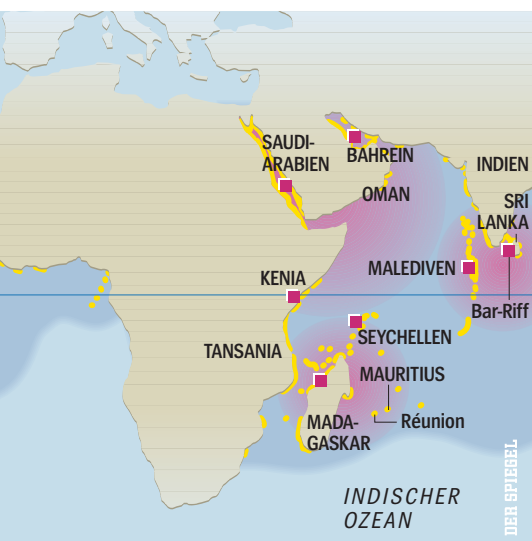 SAUDI-
ARABIEN
BAHREIN
INDIEN
OMAN
SRI
LANKA
MALEDIVEN
KENIA
Bar-Riff
SEYCHELLEN
TANSANIA
MAURITIUS
MADA-
GASKAR
Réunion
INDISCHER
OZEAN
DER SPIEGEL